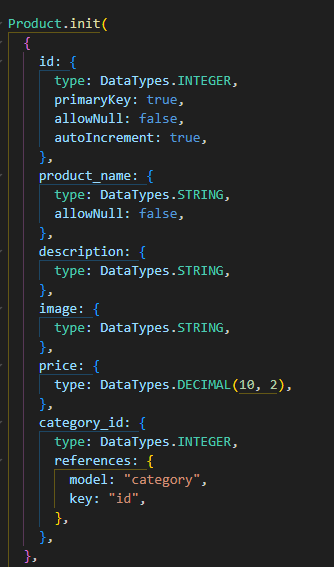 Product.init(
  {
    id: {
      type: DataTypes.INTEGER,
      primaryKey: true,
      allowNull: false,
      autoIncrement: true,
    },
    product_name: {
      type: DataTypes.STRING,
      allowNull: false,
    },
    description: {
      type: DataTypes.STRING,
    },
    image: {
      type: DataTypes.STRING,
    },
    price: {
      type: DataTypes.DECIMAL(10, 2),
    },
    category_id: {
      type: DataTypes.INTEGER,
      references: {
        model: "category",
        key: "id",
      },
    },
  },